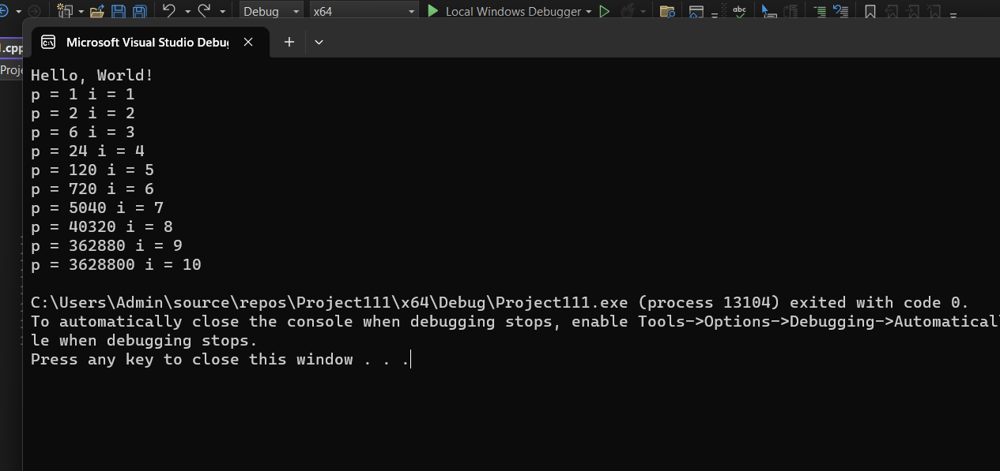 Debug x64 Local Windows Debugger abc
.cpp Microsoft Visual Studio Debu
Proje
Hello, World!
p = 1 i = 1
p = 2 i = 2
p = 6 i = 3
p = 24 i = 4
p = 120 i = 5
p = 720 i = 6
p = 5040 i = 7
p = 40320 i = 8
p = 362880 i = 9
p = 3628800 i = 10
C:\Users\Admin\source\repos\Project111\x64\Debug\Project111.exe (process 13104) exited with code 0.
To automatically close the console when debugging stops, enable Tools->Options->Debugging->Automatical
le when debugging stops.
Press any key to close this window . . .